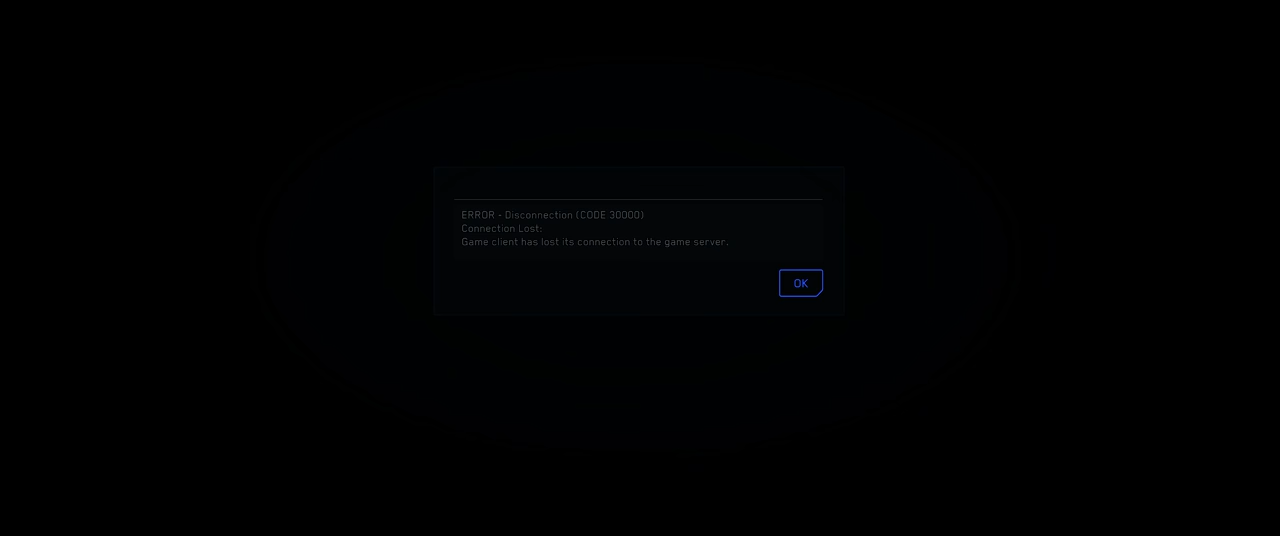 ERROR - Disconnection (CODE 30000)
Connection Lost:
Game client has lost its connection to the game server.
OK